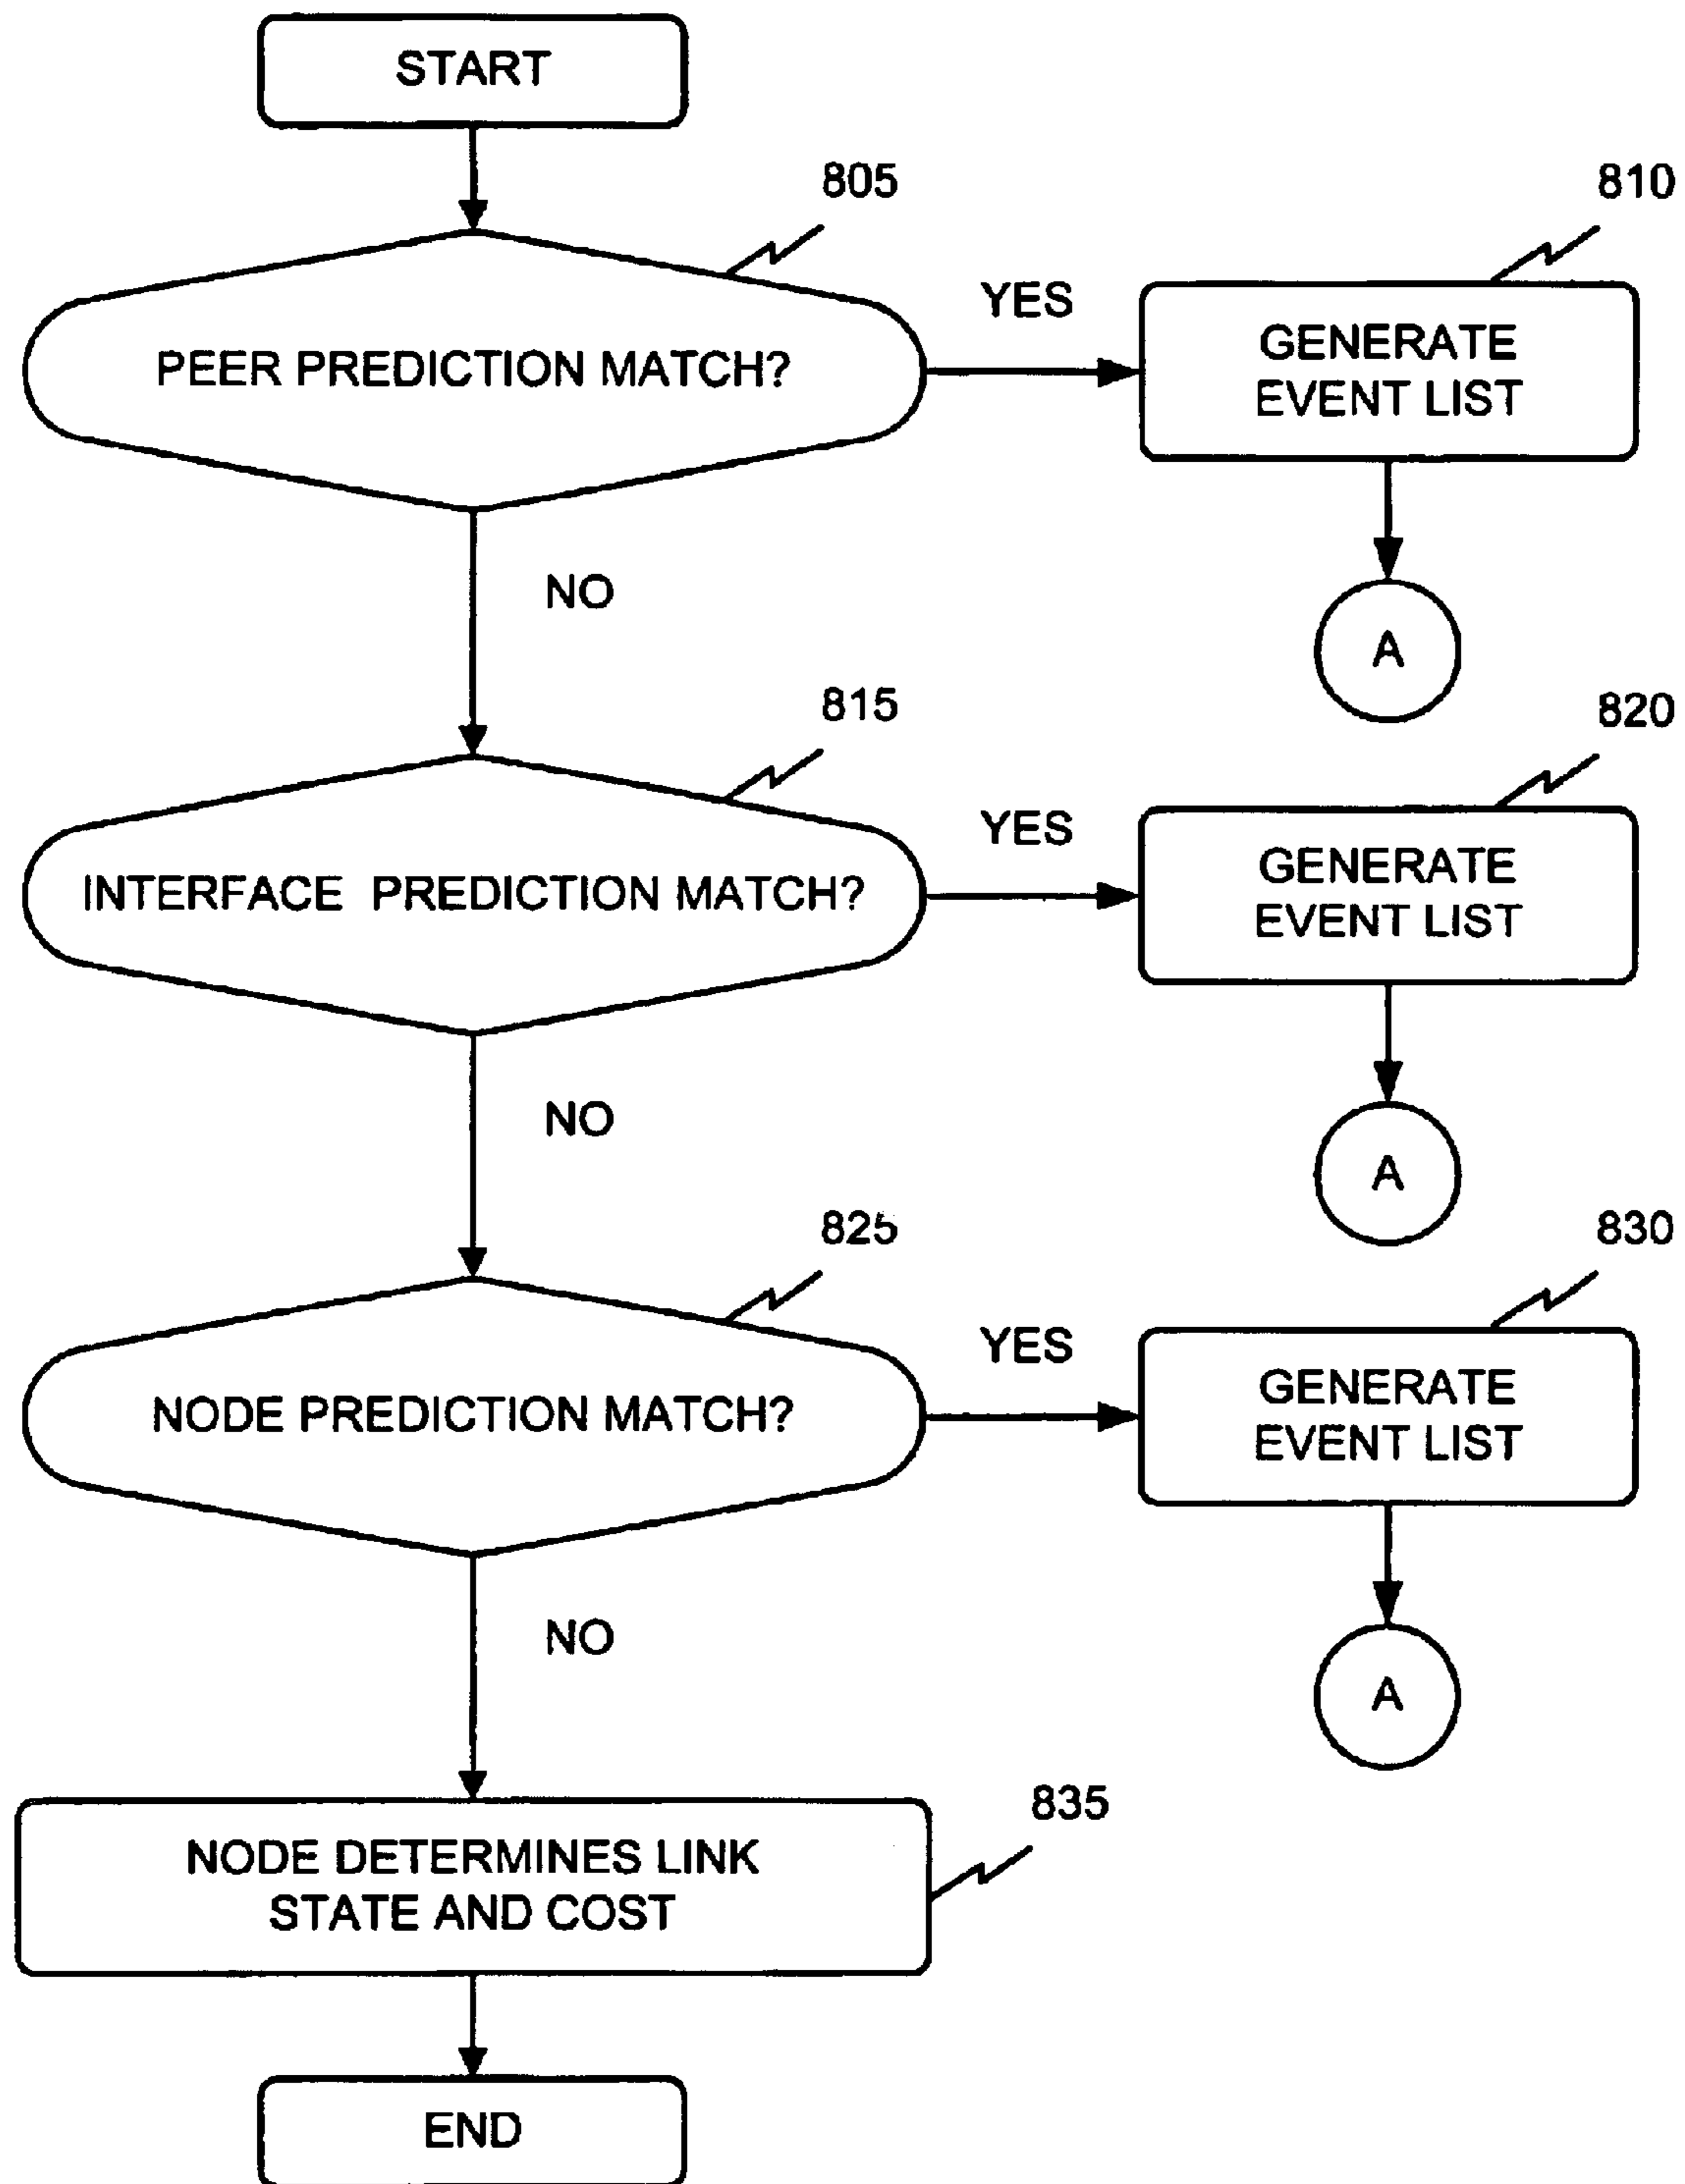 START
805
810
PEER PREDICTION MATCH?
YES
GENERATE
EVENT LIST
NO
A
815
820
INTERFACE PREDICTION MATCH?
YES
GENERATE
EVENT LIST
NO
A
825
830
NODE PREDICTION MATCH?
YES
GENERATE
EVENT LIST
NO
A
835
NODE DETERMINES LINK
STATE AND COST
END